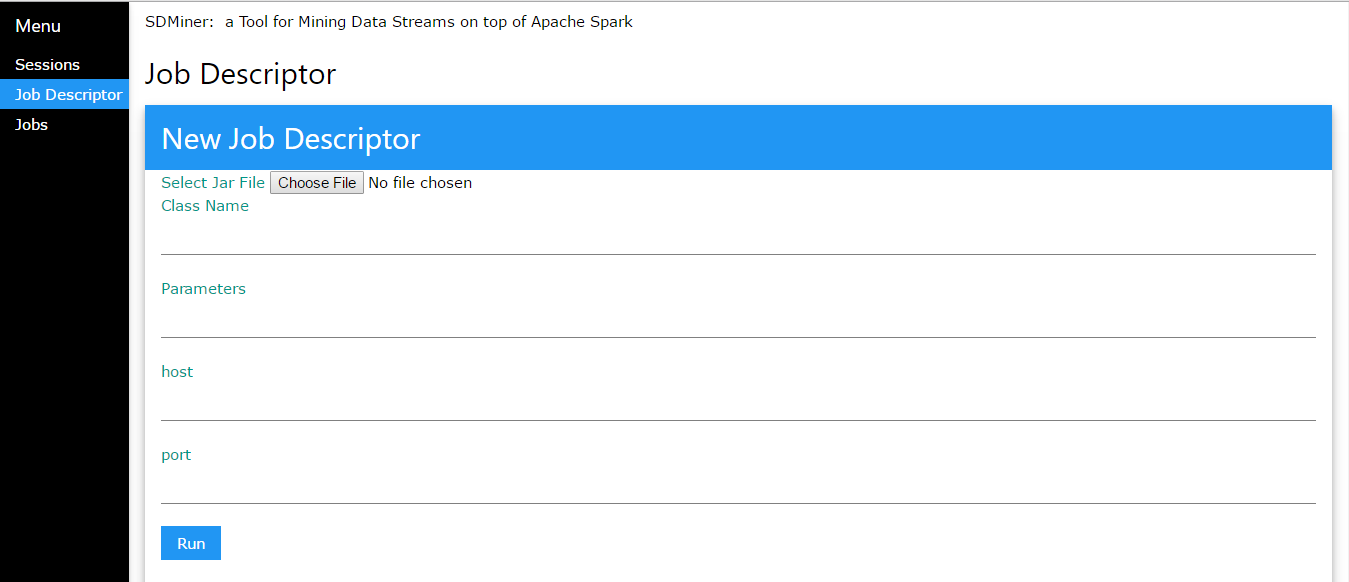 Menu
Sessions
Job Descriptor
Jobs
SDMiner: a Tool for Mining Data Streams on top of Apache Spark
Job Descriptor
New Job Descriptor
Select Jar File Choose File No file chosen
Class Name
Parameters
host
port
Run